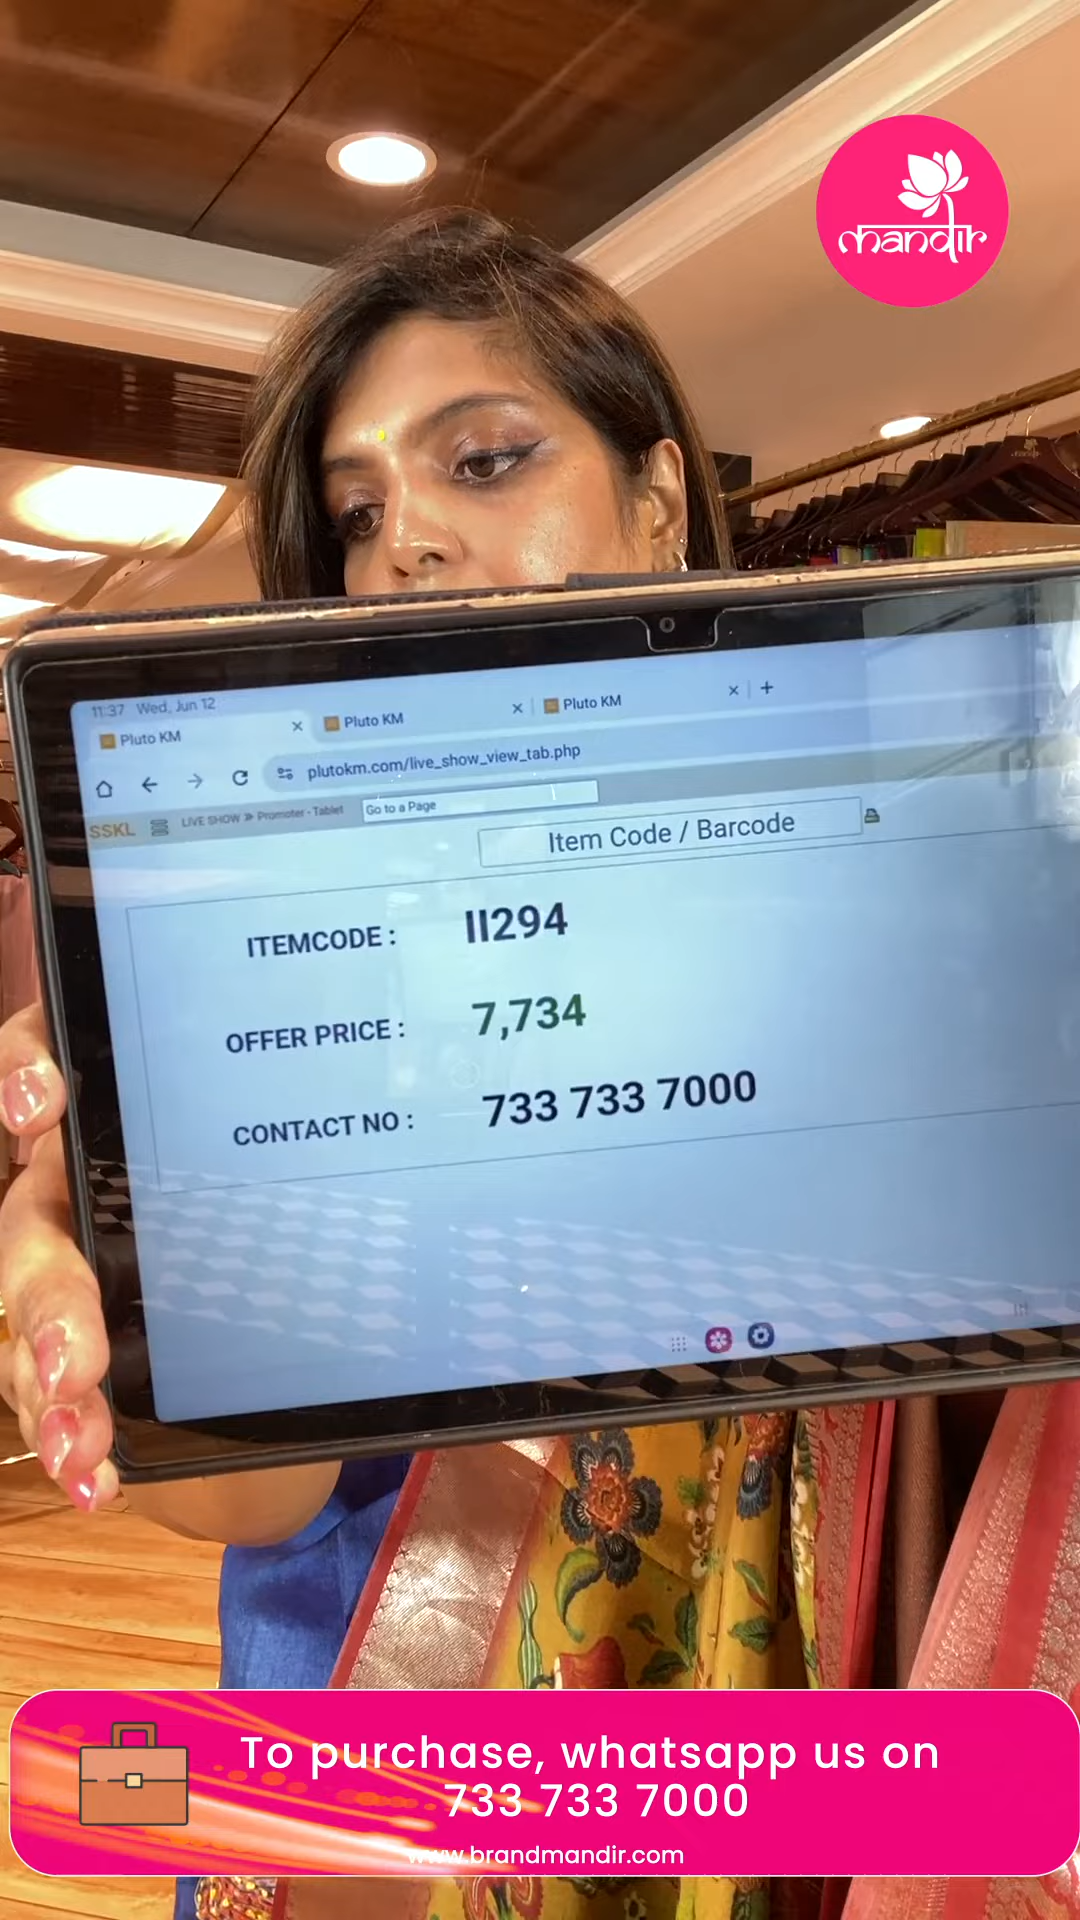 mandir
11:37 Wed, Jun 12
Pluto KM
Pluto KM
Pluto KM
plutokm.com/live_show_view_tab.php
SSKL
LIVE SHOW >> Promoter - Tablet
Go to a Page
Item Code / Barcode
ITEMCODE : II294
OFFER PRICE : 7,734
CONTACT NO : 733 733 7000
To purchase, whatsapp us on
733 733 7000
www.brandmandir.com